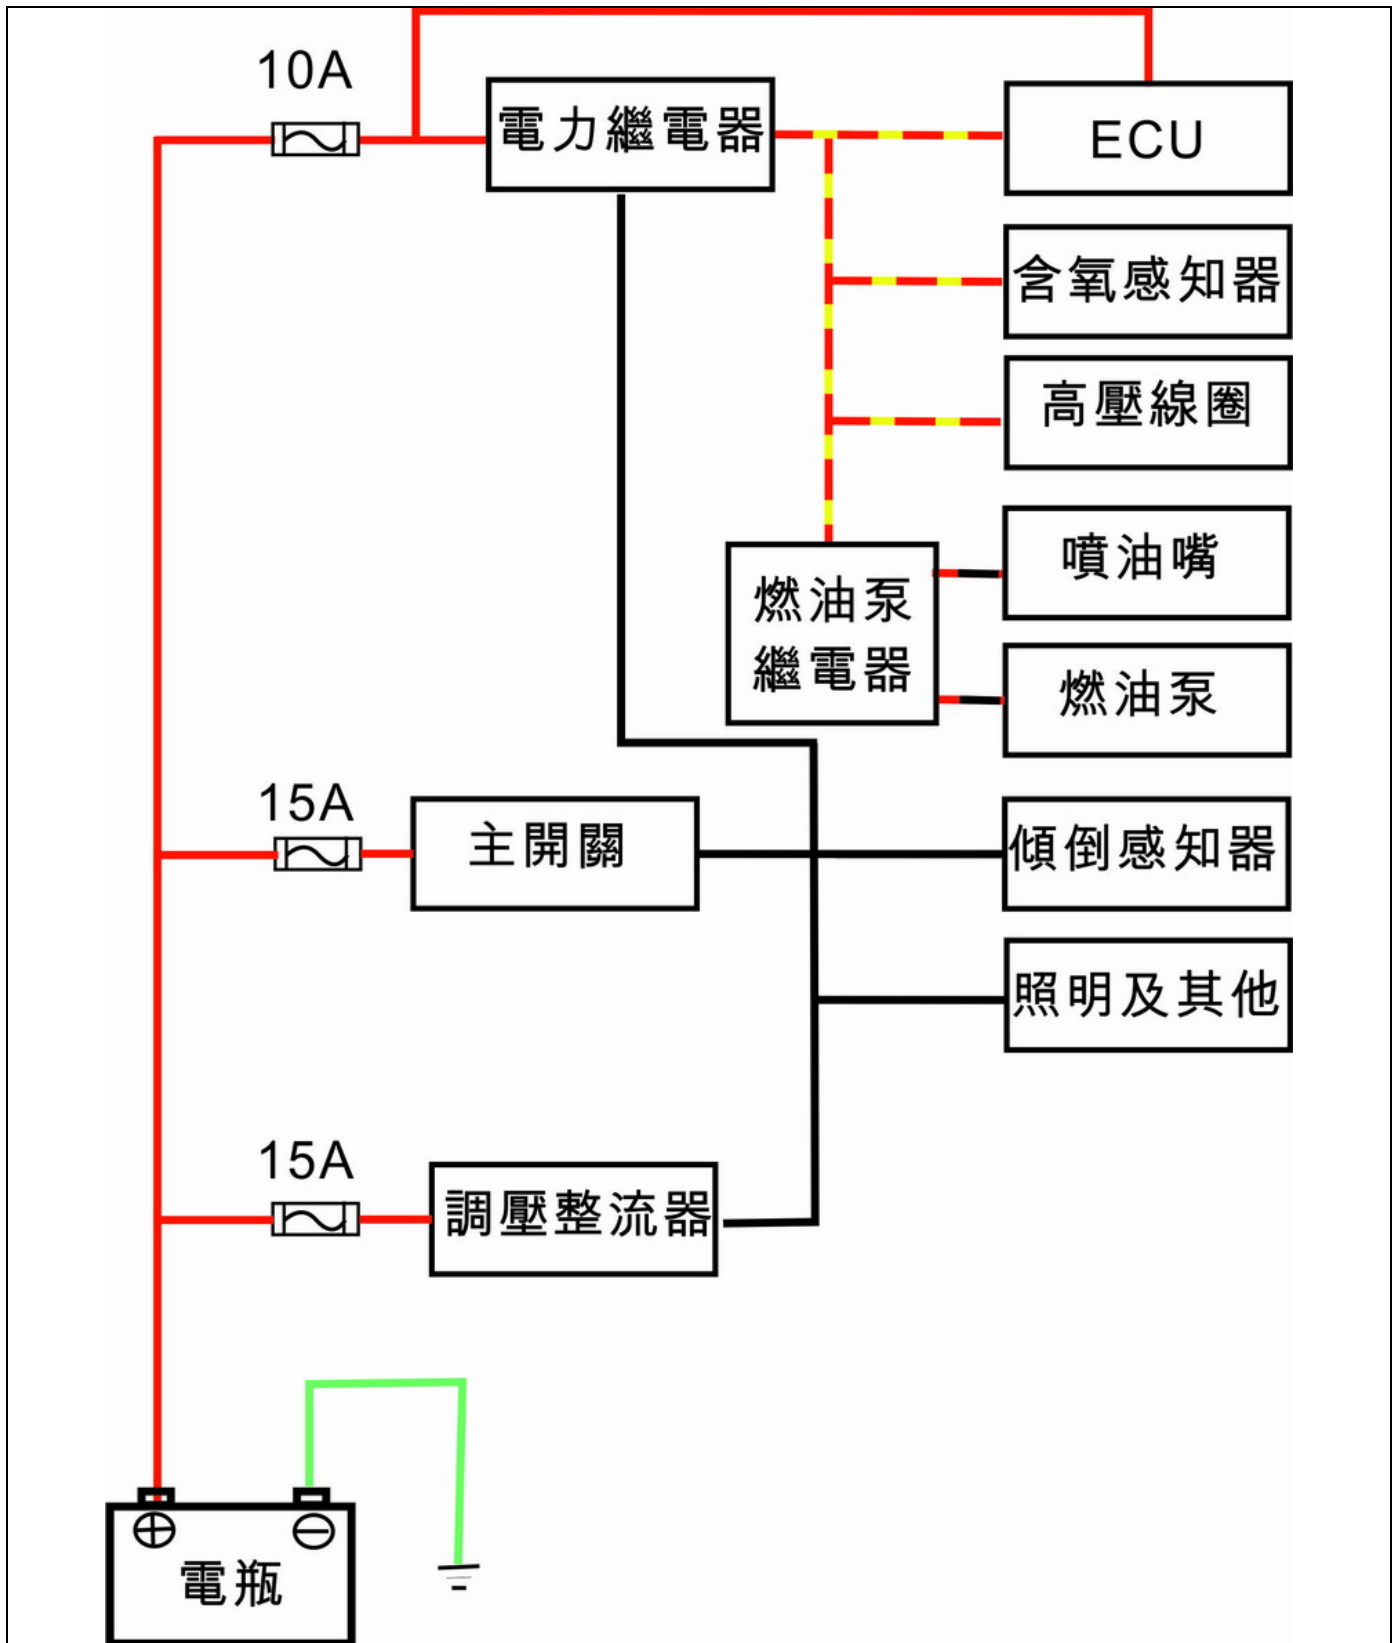 10A
電力繼電器
ECU
含氧感知器
高壓線圈
噴油嘴
燃油泵
繼電器
燃油泵
15A
主開關
傾倒感知器
照明及其他
15A
調壓整流器
電瓶